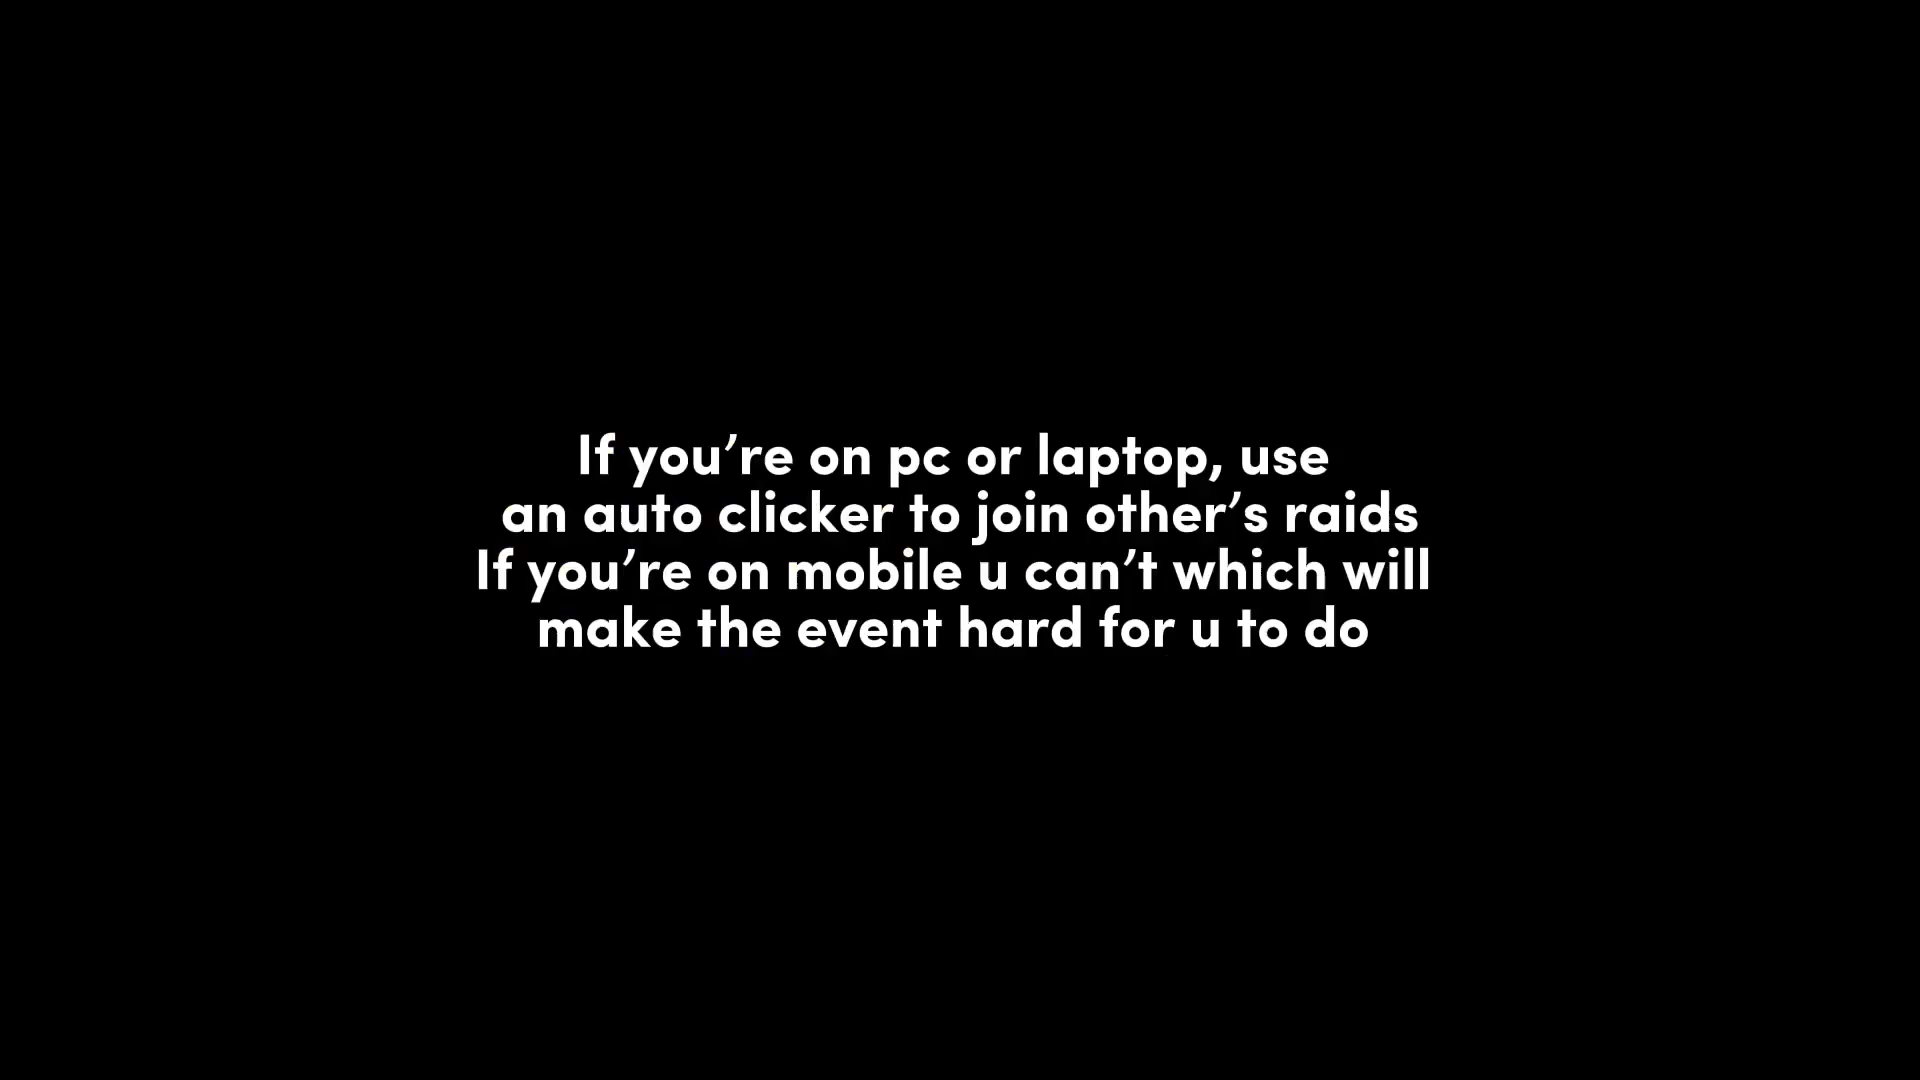 If you’re on pc or laptop, use
an auto clicker to join other’s raids
If you’re on mobile u can’t which will
make the event hard for u to do